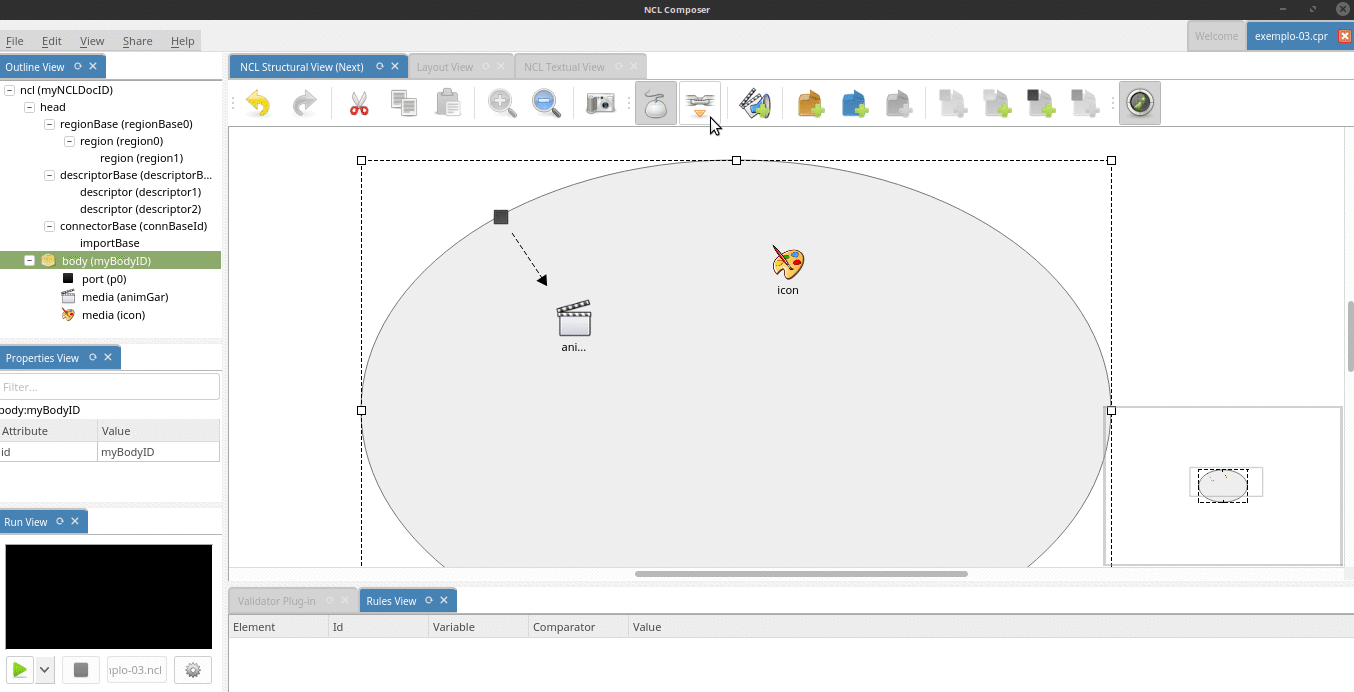 NCL Composer
File Edit View Share Help
Welcome exemplo-03.cpr
Outline View
NCL Structural View (Next) Layout View NCL Textual View
ncl (myNCLDocID)
head
regionBase (regionBase0)
region (region0)
region (region1)
descriptorBase (descriptorB...
descriptor (descriptor1)
descriptor (descriptor2)
connectorBase (connBaseId)
importBase
body (myBodyID)
port (p0)
media (animGar)
media (icon)
icon
ani...
Properties View
Filter...
body:myBodyID
Attribute Value
id myBodyID
Run View
plo-03.ncl
Validator Plug-in Rules View
Element Id Variable Comparator Value